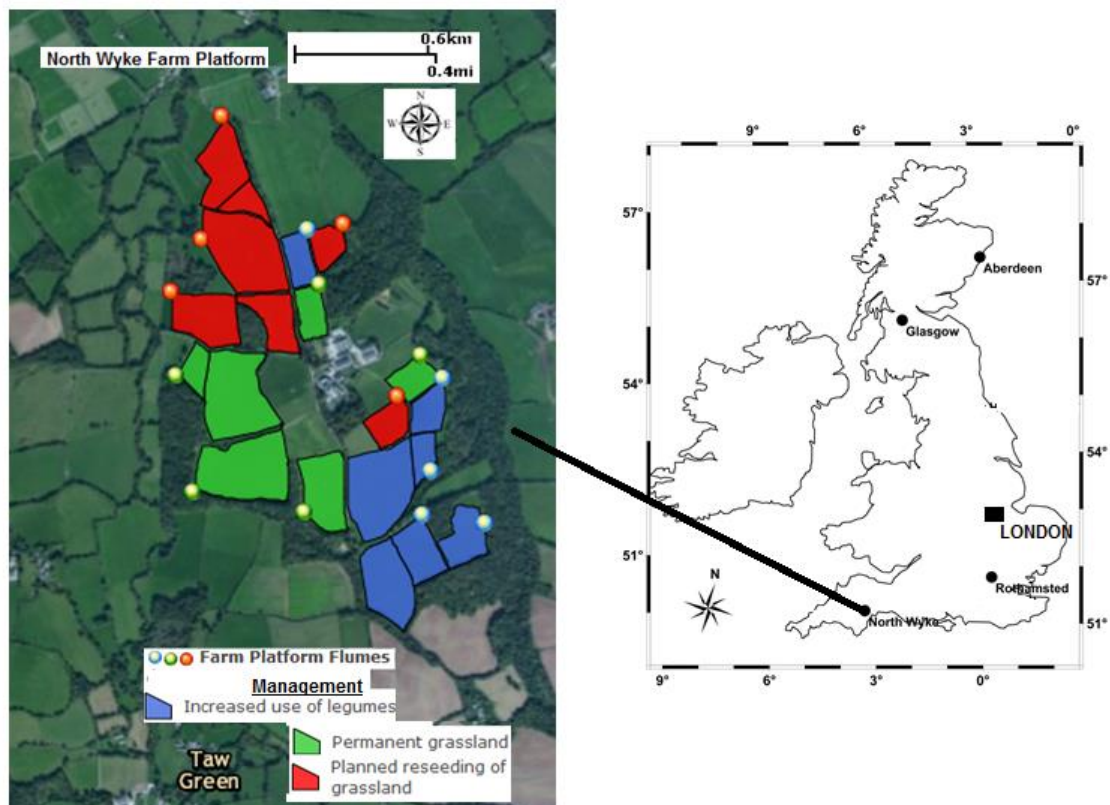 North Wyke Farm Platform
0.6km
0.4mi
N
W
E
S
Farm Platform Flumes
Management
Increased use of legumes
Permanent grassland
Planned reseeding of
grassland
Taw
Green
9° 6° 3° 0°
57°
54°
51°
57°
54°
51°
Aberdeen
Glasgow
LONDON
Rothamsted
North Wyke
N
9° 6° 3° 0°